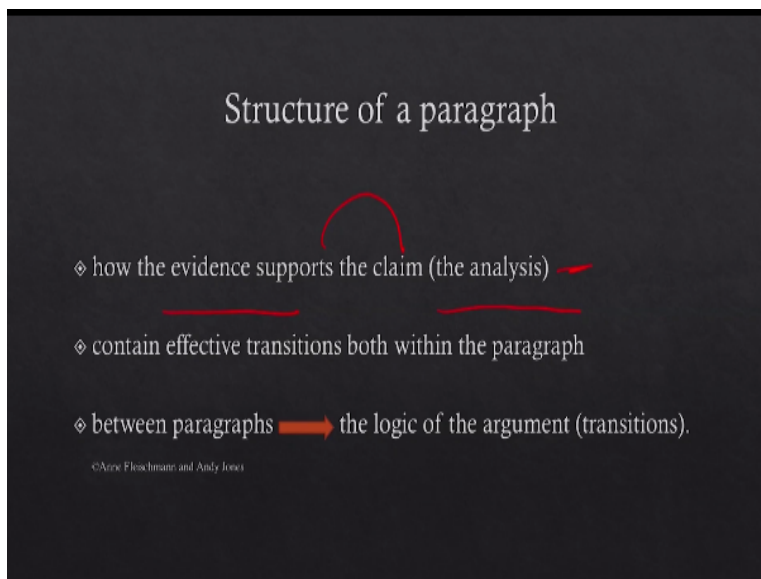 Structure of a paragraph
how the evidence supports the claim (the analysis)
contain effective transitions both within the paragraph
between paragraphs the logic of the argument (transitions).
©Anne Fleischmann and Andy Jones